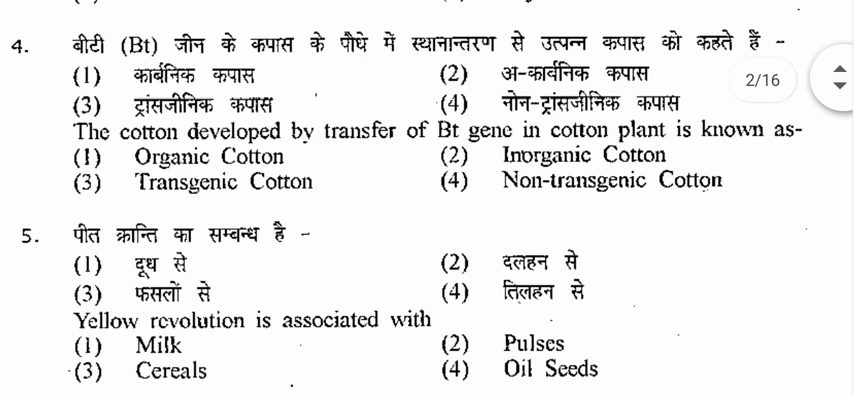 4. बीटी (Bt) जीन के कपास के पौधे में स्थानान्तरण से उत्पन्न कपास को कहते हैं -
(1) कार्बनिक कपास (2) अ-कार्बनिक कपास
2/16
(3) ट्रांसजीनिक कपास (4) नोन-ट्रांसजीनिक कपास
The cotton developed by transfer of Bt gene in cotton plant is known as-
(1) Organic Cotton (2) Inorganic Cotton
(3) Transgenic Cotton (4) Non-transgenic Cotton
5. पीत क्रान्ति का सम्बन्ध है -
(1) दूध से (2) दलहन से
(3) फसलों से (4) तिलहन से
Yellow revolution is associated with
(1) Milk (2) Pulses
(3) Cereals (4) Oil Seeds